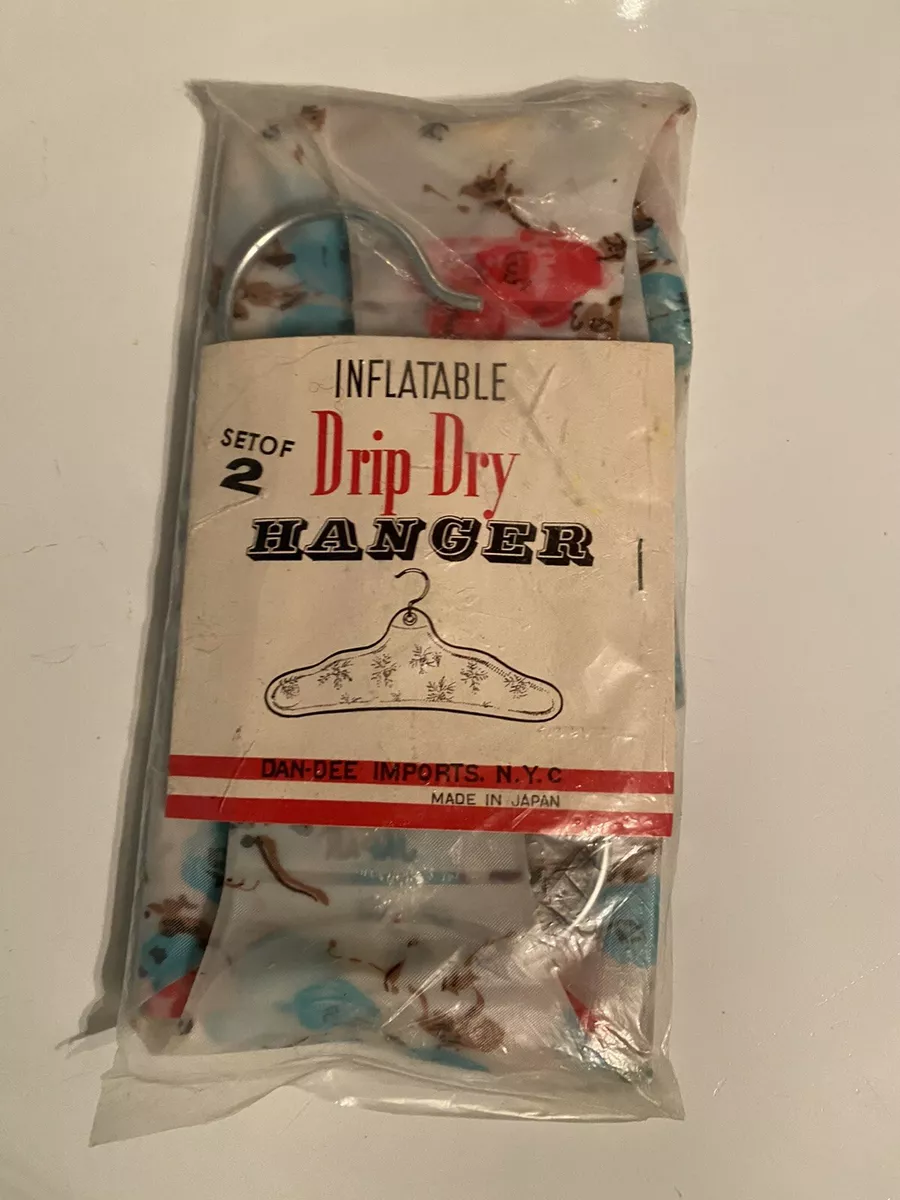 INFLATABLE
SET OF
2
Drip Dry
HANGER
DAN-DEE IMPORTS. N.Y.C
MADE IN JAPAN